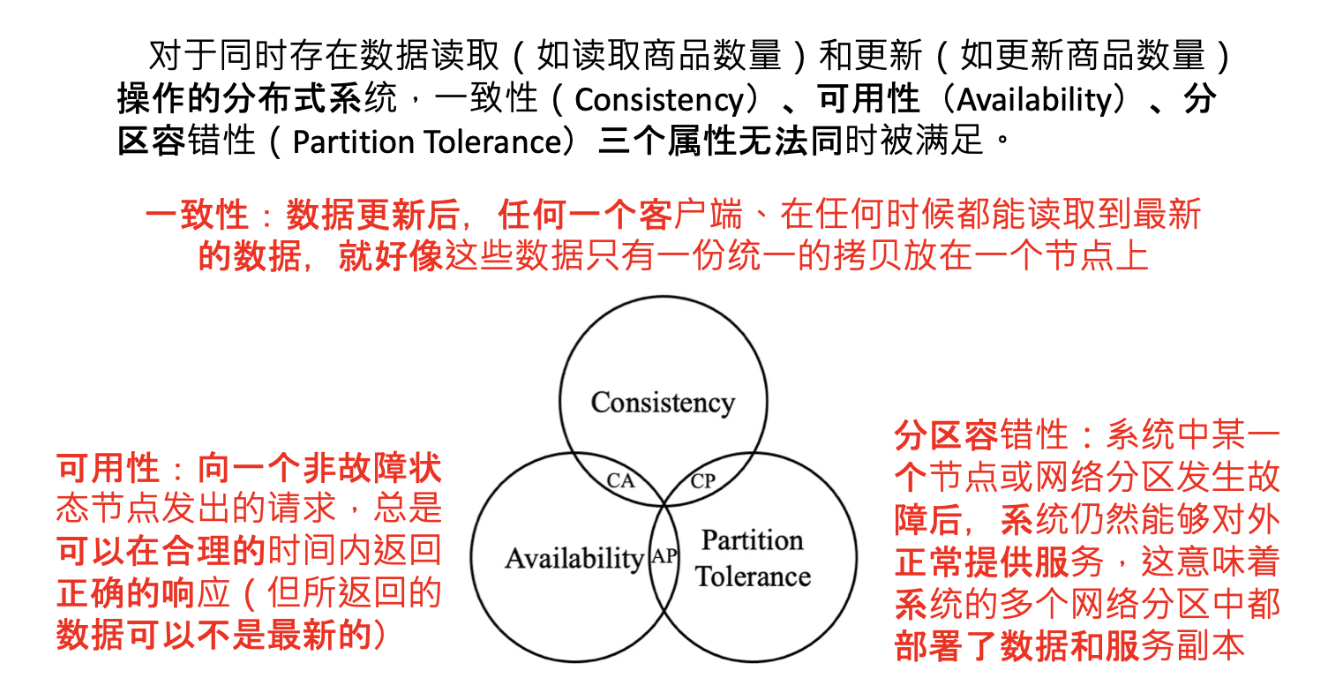 对于同时存在数据读取（如读取商品数量）和更新（如更新商品数量）
操作的分布式系统，一致性（Consistency）、可用性（Availability）、分
区容错性（Partition Tolerance）三个属性无法同时被满足。
一致性：数据更新后，任何一个客户端、在任何时候都能读取到最新
的数据，就好像这些数据只有一份统一的拷贝放在一个节点上
Consistency
CA
CP
Availability
AP
Partition
Tolerance
可用性：向一个非故障状
态节点发出的请求，总是
可以在合理的时间内返回
正确的响应（但所返回的
数据可以不是最新的）
分区容错性：系统中某一
个节点或网络分区发生故
障后，系统仍然能够对外
正常提供服务，这意味着
系统的多个网络分区中都
部署了数据和服务副本